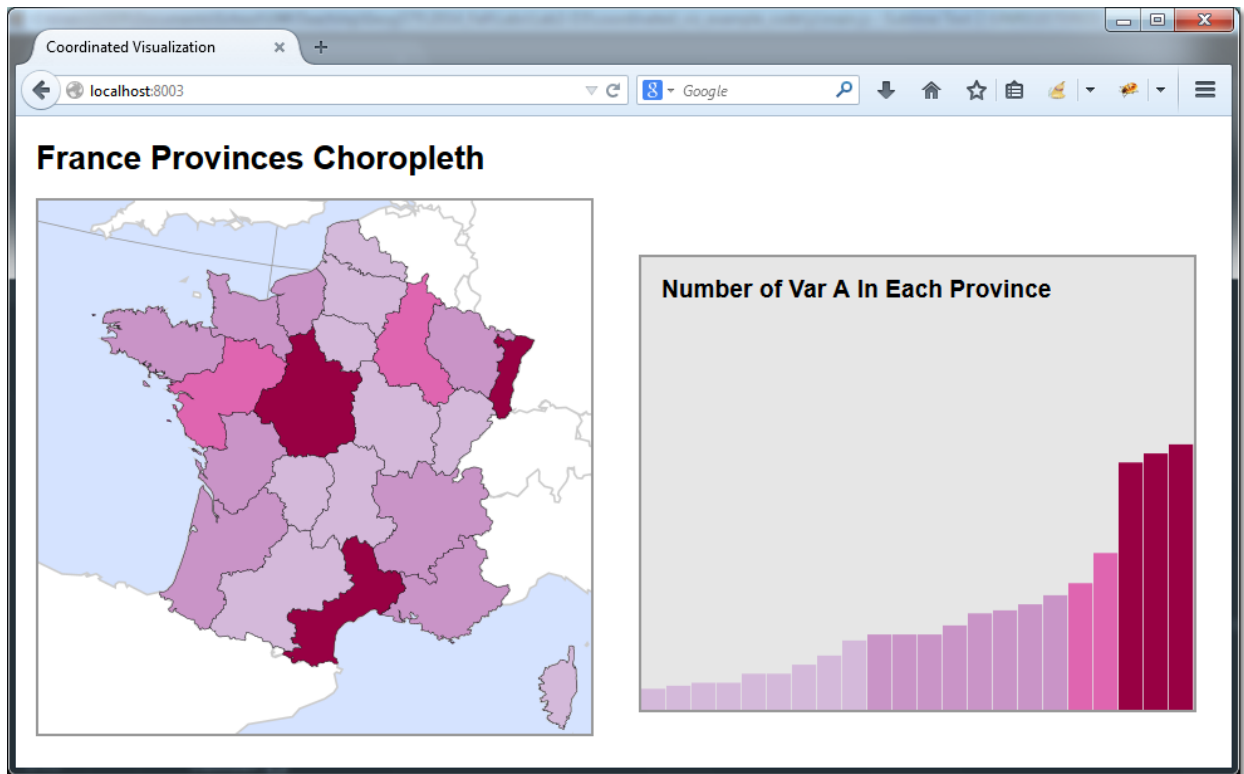 Coordinated Visualization
localhost:8003
Google
France Provinces Choropleth
Number of Var A In Each Province